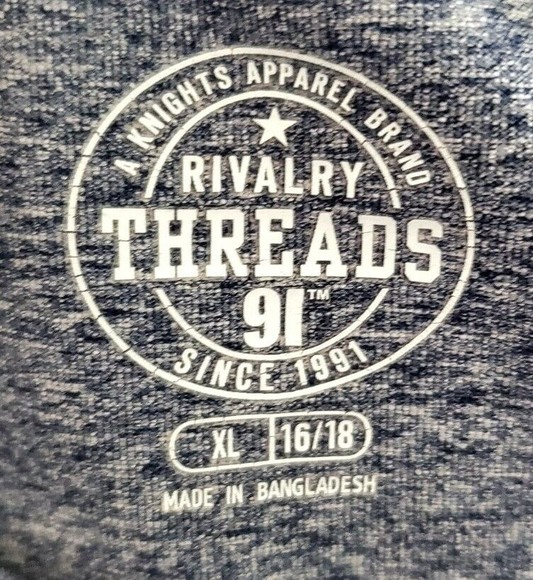 A KNIGHTS APPAREL BRAND
RIVALRY
THREADS
91™
SINCE 1991
XL 16/18
MADE IN BANGLADESH